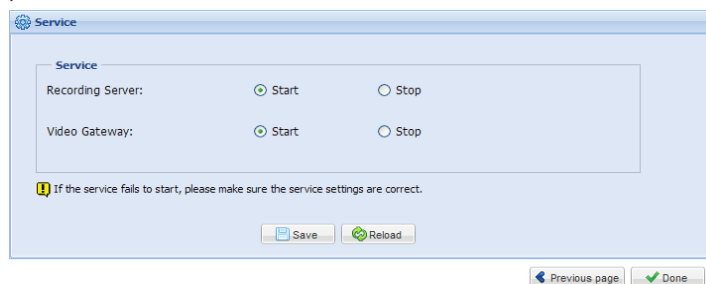 Service
Service
Recording Server: Start Stop
Video Gateway: Start Stop
If the service fails to start, please make sure the service settings are correct.
Save Reload
Previous page Done